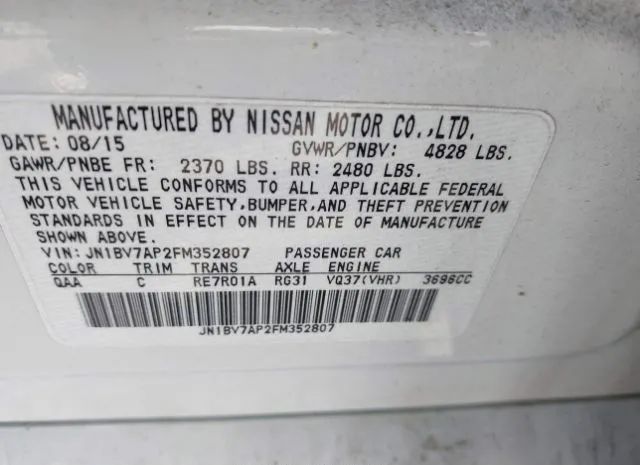 MANUFACTURED BY NISSAN MOTOR CO.,LTD.
DATE: 08/15 GVWR/PNBV: 4828 LBS.
GAWR/PNBE FR: 2370 LBS. RR: 2480 LBS.
THIS VEHICLE CONFORMS TO ALL APPLICABLE FEDERAL
MOTOR VEHICLE SAFETY,BUMPER,AND THEFT PREVENTION
STANDARDS IN EFFECT ON THE DATE OF MANUFACTURE
SHOWN ABOVE.
VIN: JN1BV7AP2FM352807 PASSENGER CAR
COLOR TRIM TRANS AXLE ENGINE
QAA C RE7R01A RG31 VQ37(VHR) 3696CC
JN1BV7AP2FM352807